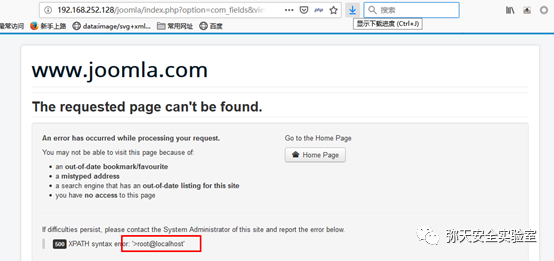 192.168.252.128/joomla/index.php?option=com_fields&vie
搜索
最常访问
新手上路
data:image/svg+xml...
常用网址
百度
显示下载进度 (Ctrl+J)
www.joomla.com
The requested page can't be found.
An error has occurred while processing your request.
You may not be able to visit this page because of:
an out-of-date bookmark/favourite
a mistyped address
a search engine that has an out-of-date listing for this site
you have no access to this page
Go to the Home Page
Home Page
If difficulties persist, please contact the System Administrator of this site and report the error below.
500 XPATH syntax error: '>root@localhost'
弥天安全实验室